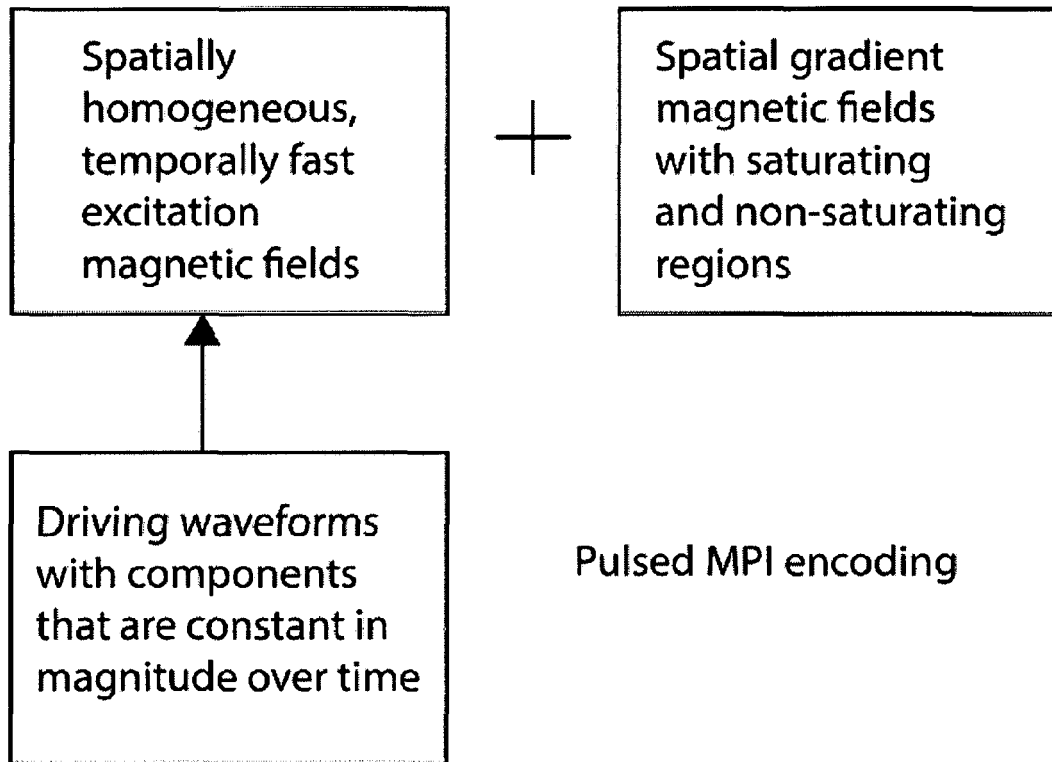 Spatially
homogeneous,
temporally fast
excitation
magnetic fields
+
Spatial gradient
magnetic fields
with saturating
and non-saturating
regions
Driving waveforms
with components
that are constant in
magnitude over time
Pulsed MPI encoding